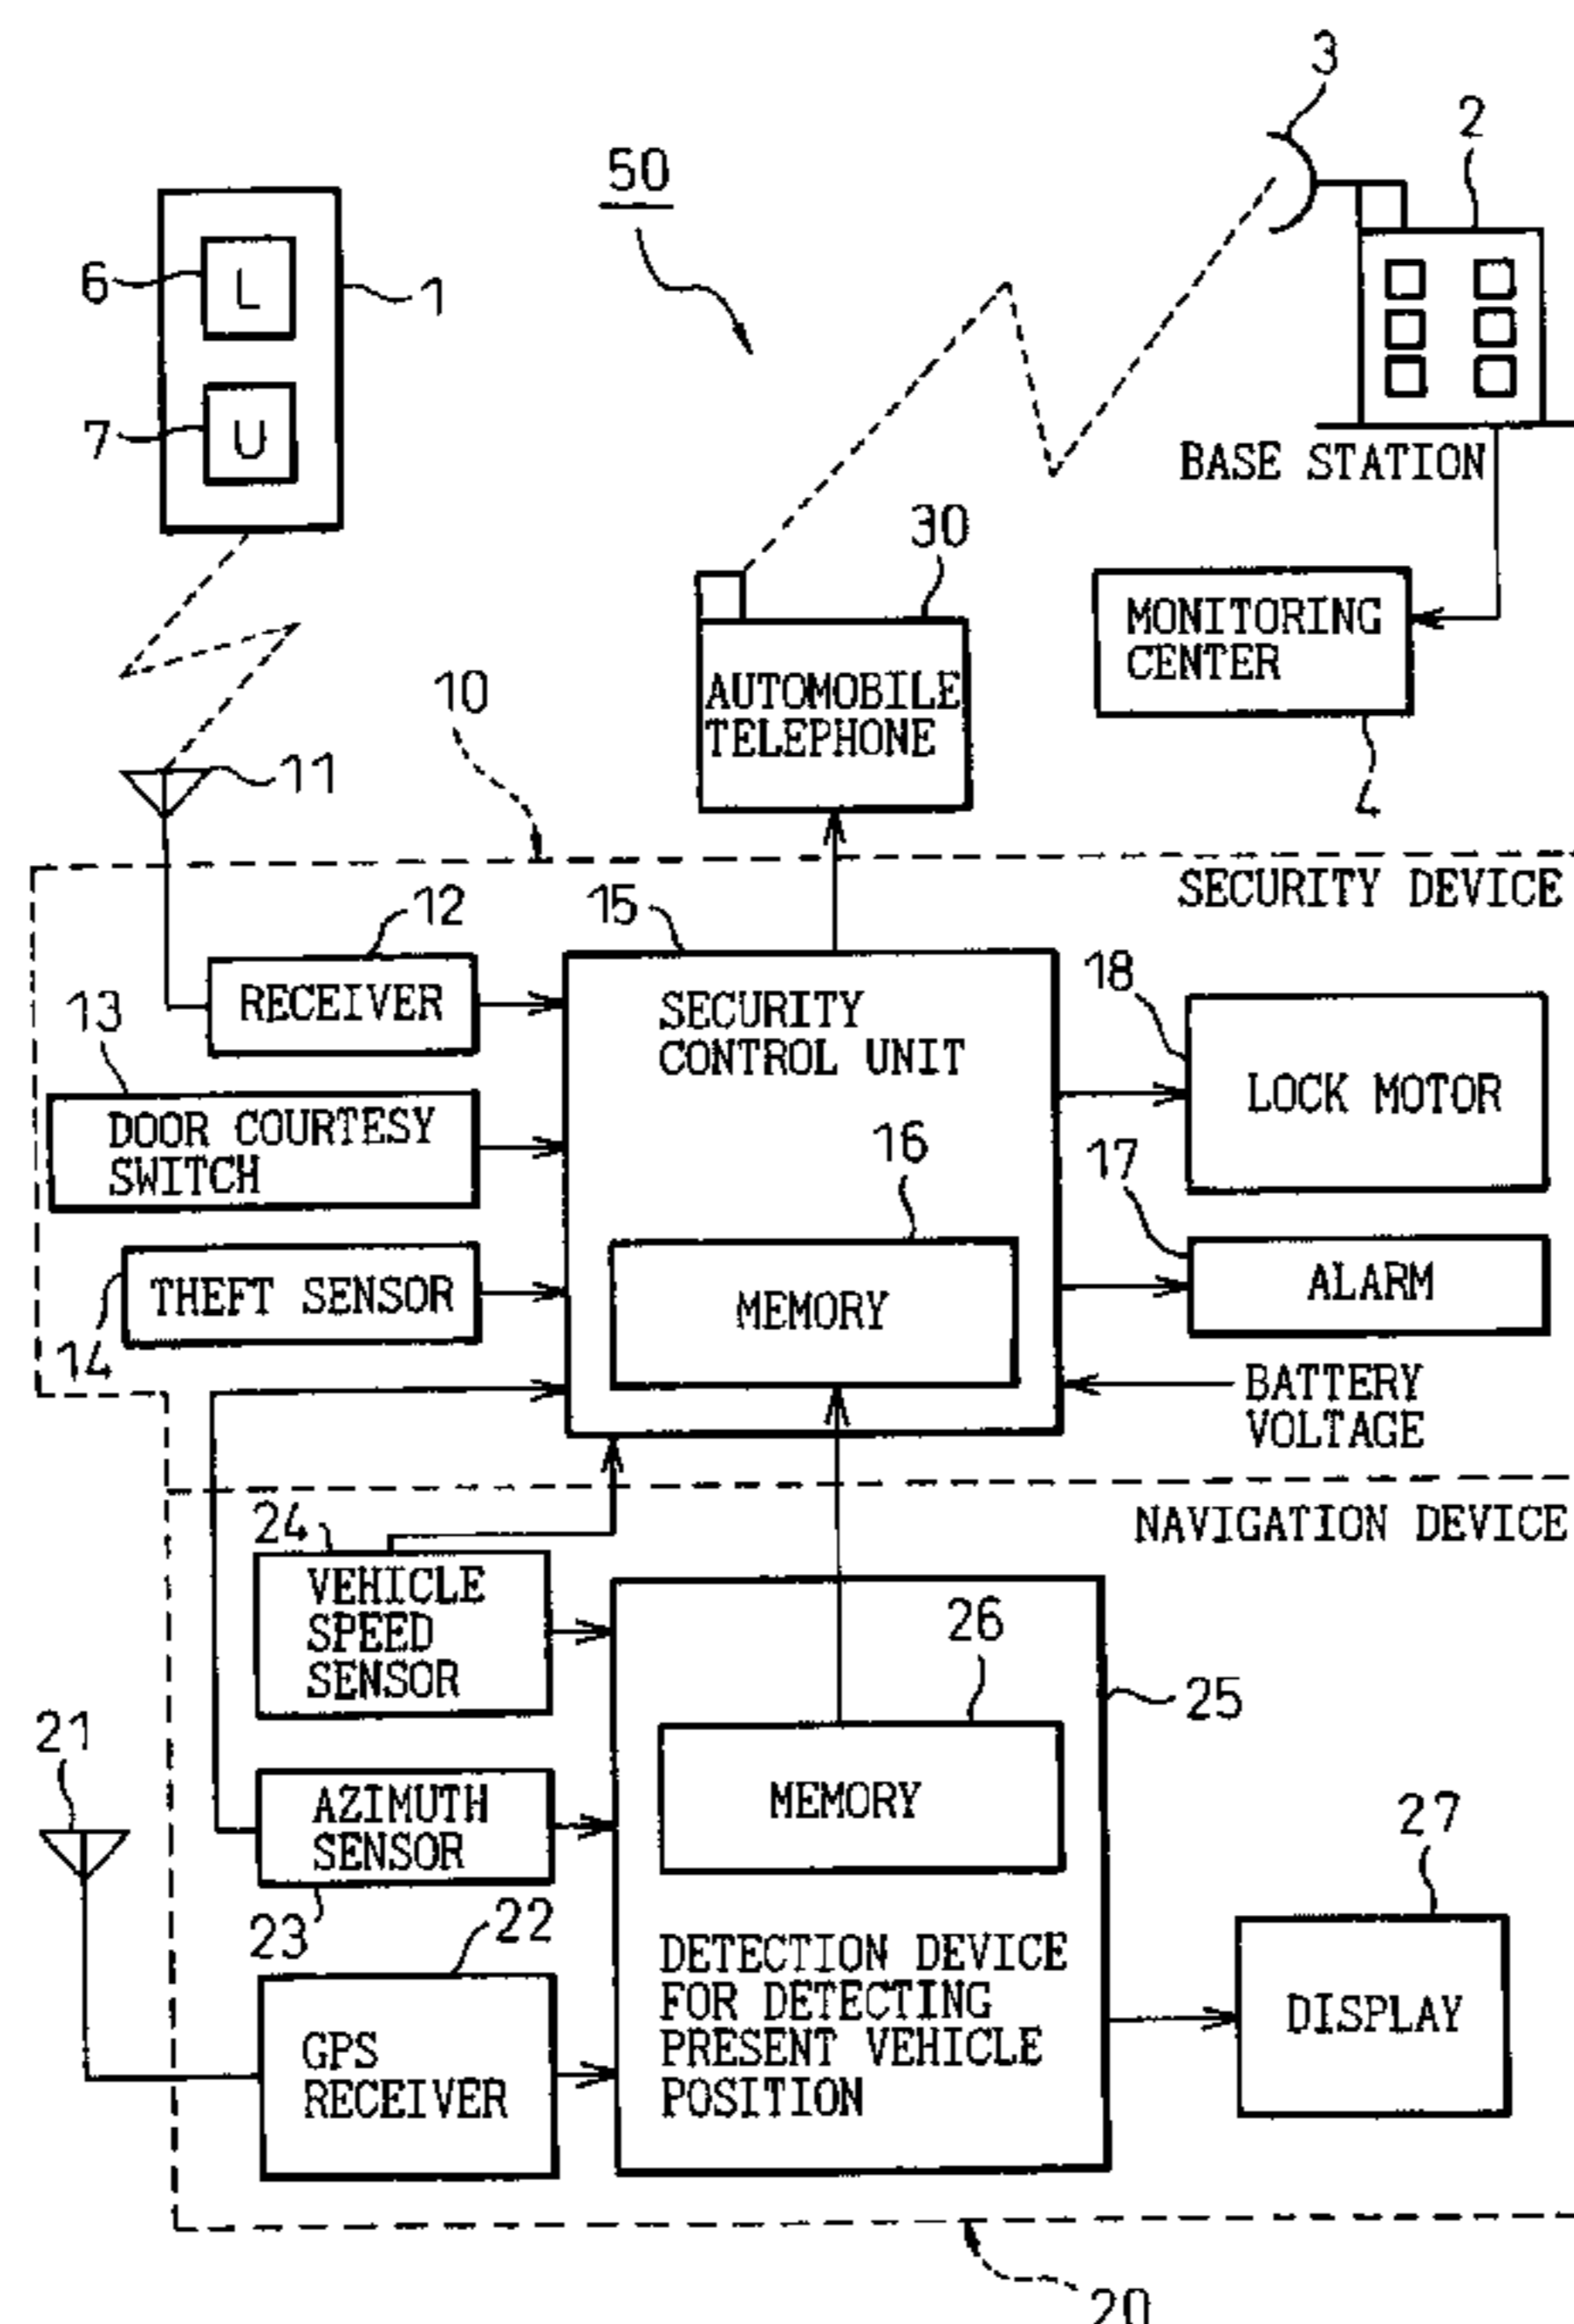 3
2
50
6
L
1
7
U
BASE STATION
30
MONITORING
CENTER
10
AUTOMOBILE
TELEPHONE
11
4
SECURITY DEVICE
12
15
RECEIVER
SECURITY
CONTROL UNIT
18
13
LOCK MOTOR
DOOR COURTESY
SWITCH
16
17
THEFT SENSOR
MEMORY
ALARM
14
BATTERY
VOLTAGE
24
NAVIGATION DEVICE
VEHICLE
SPEED
SENSOR
26
25
21
AZIMUTH
SENSOR
MEMORY
27
23
22
DETECTION DEVICE
FOR DETECTING
PRESENT VEHICLE
POSITION
GPS
RECEIVER
DISPLAY
20